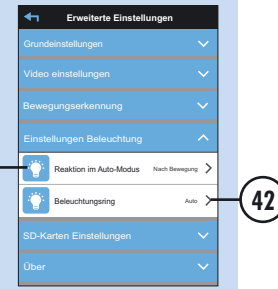 Erweiterte Einstellungen
Grundeinstellungen
Video einstellungen
Bewegungserkennung
Einstellungen Beleuchtung
Reaktion im Auto-Modus Nach Bewegung
Beleuchtungsring Auto
42
SD-Karten Einstellungen
Über